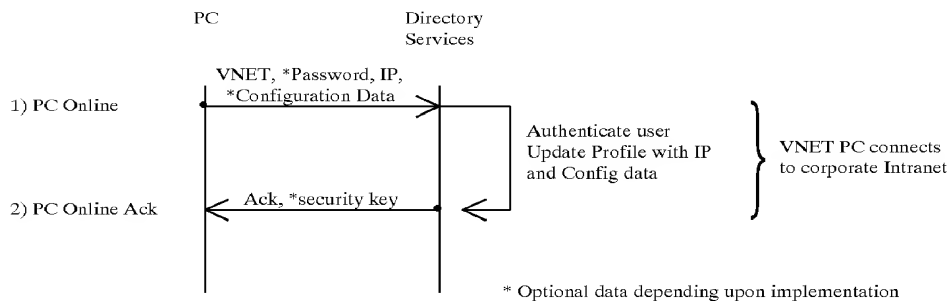 PC
Directory
Services
VNET, *Password, IP,
*Configuration Data
1) PC Online
Authenticate user
Update Profile with IP
and Config data
VNET PC connects
to corporate Intranet
2) PC Online Ack
Ack, *security key
* Optional data depending upon implementation